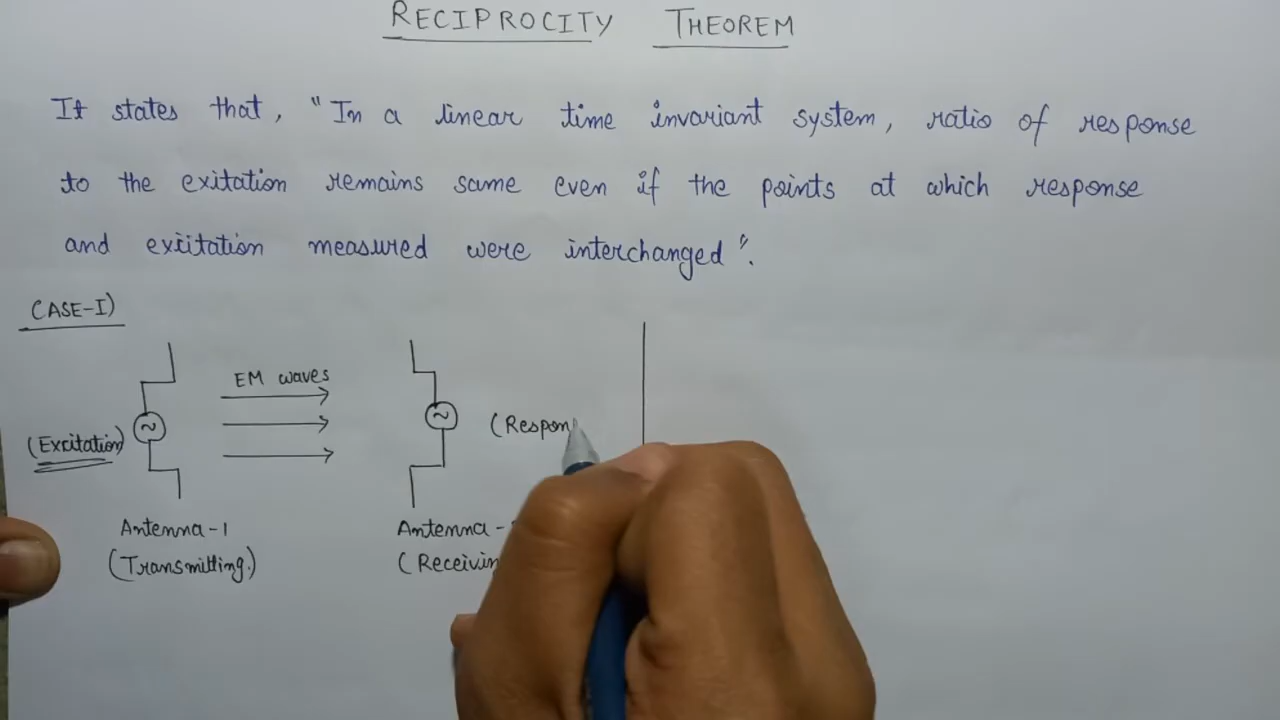 RECIPROCITY THEOREM
It states that, "In a linear time invariant system, ratio of response
to the exitation remains same even if the points at which response
and exitation measured were interchanged".
CASE-I)
EM waves
~
~
(Excitation)
(Respon
Antenna-1
Antenna -
(Transmitting.)
(Receivin